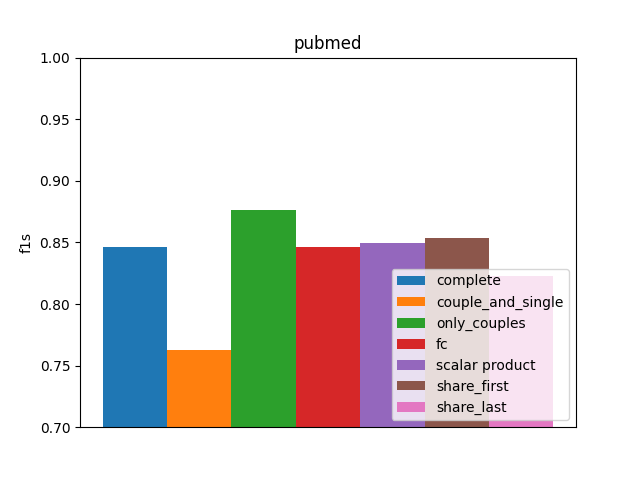 pubmed
1.00
0.95
0.90
0.85
0.80
0.75
0.70
f1s
complete
couple_and_single
only_couples
fc
scalar product
share_first
share_last